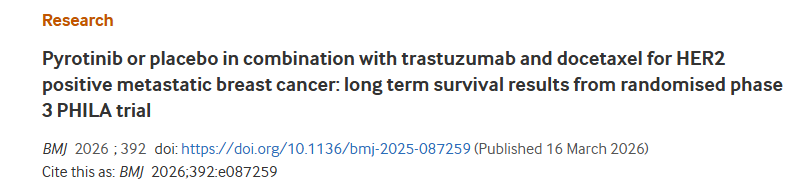 Research
Pyrotinib or placebo in combination with trastuzumab and docetaxel for HER2
positive metastatic breast cancer: long term survival results from randomised phase
3 PHILA trial
BMJ 2026 ; 392 doi: https://doi.org/10.1136/bmj-2025-087259 (Published 16 March 2026)
Cite this as: BMJ 2026;392:e087259